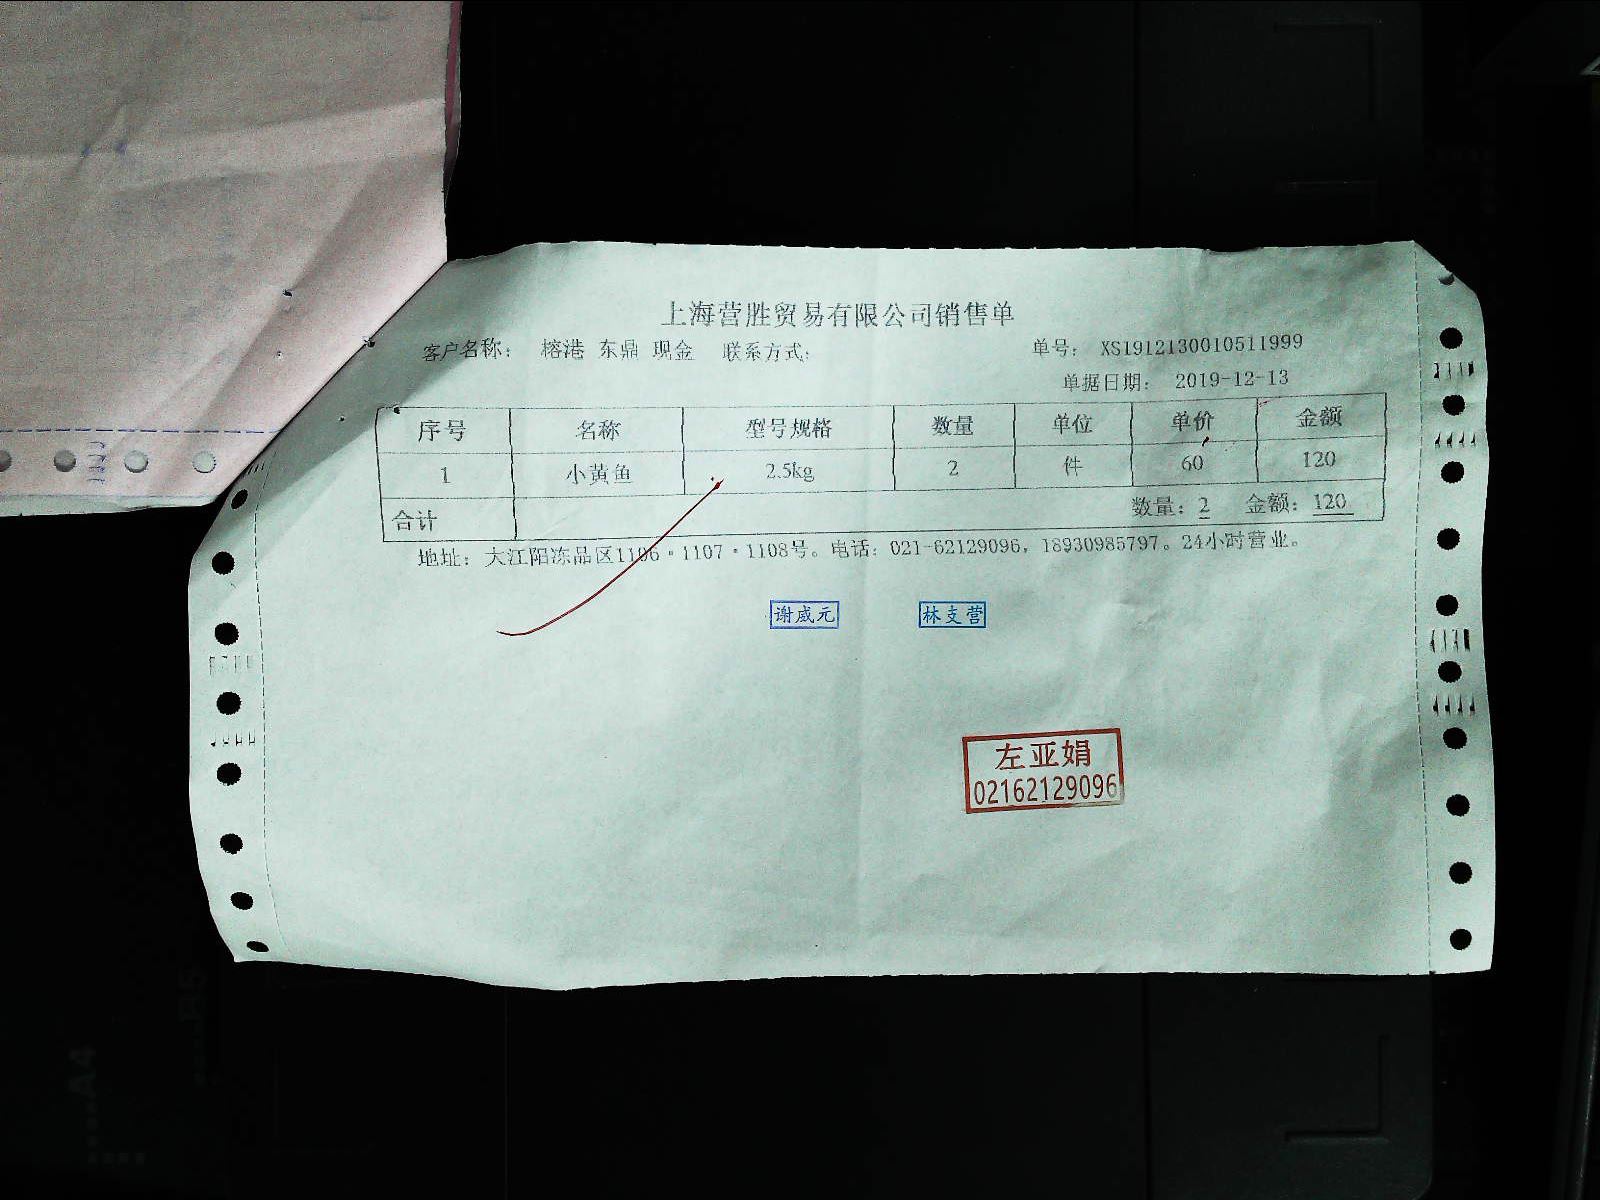 上海营胜贸易有限公司销售单
客户名称： 榕港 东鼎 现金 联系方式： 单号： XS1912130010511999
单据日期： 2019-12-13
序号 名称 型号规格 数量 单位 单价 金额
1 小黄鱼 2.5kg 2 件 60 120
合计 数量：2 金额：120
地址：大江阳冻品区1106·1107·1108号。电话：021-62129096，18930985797。24小时营业。
谢威元 林支营
左亚娟
02162129096
B5
A4